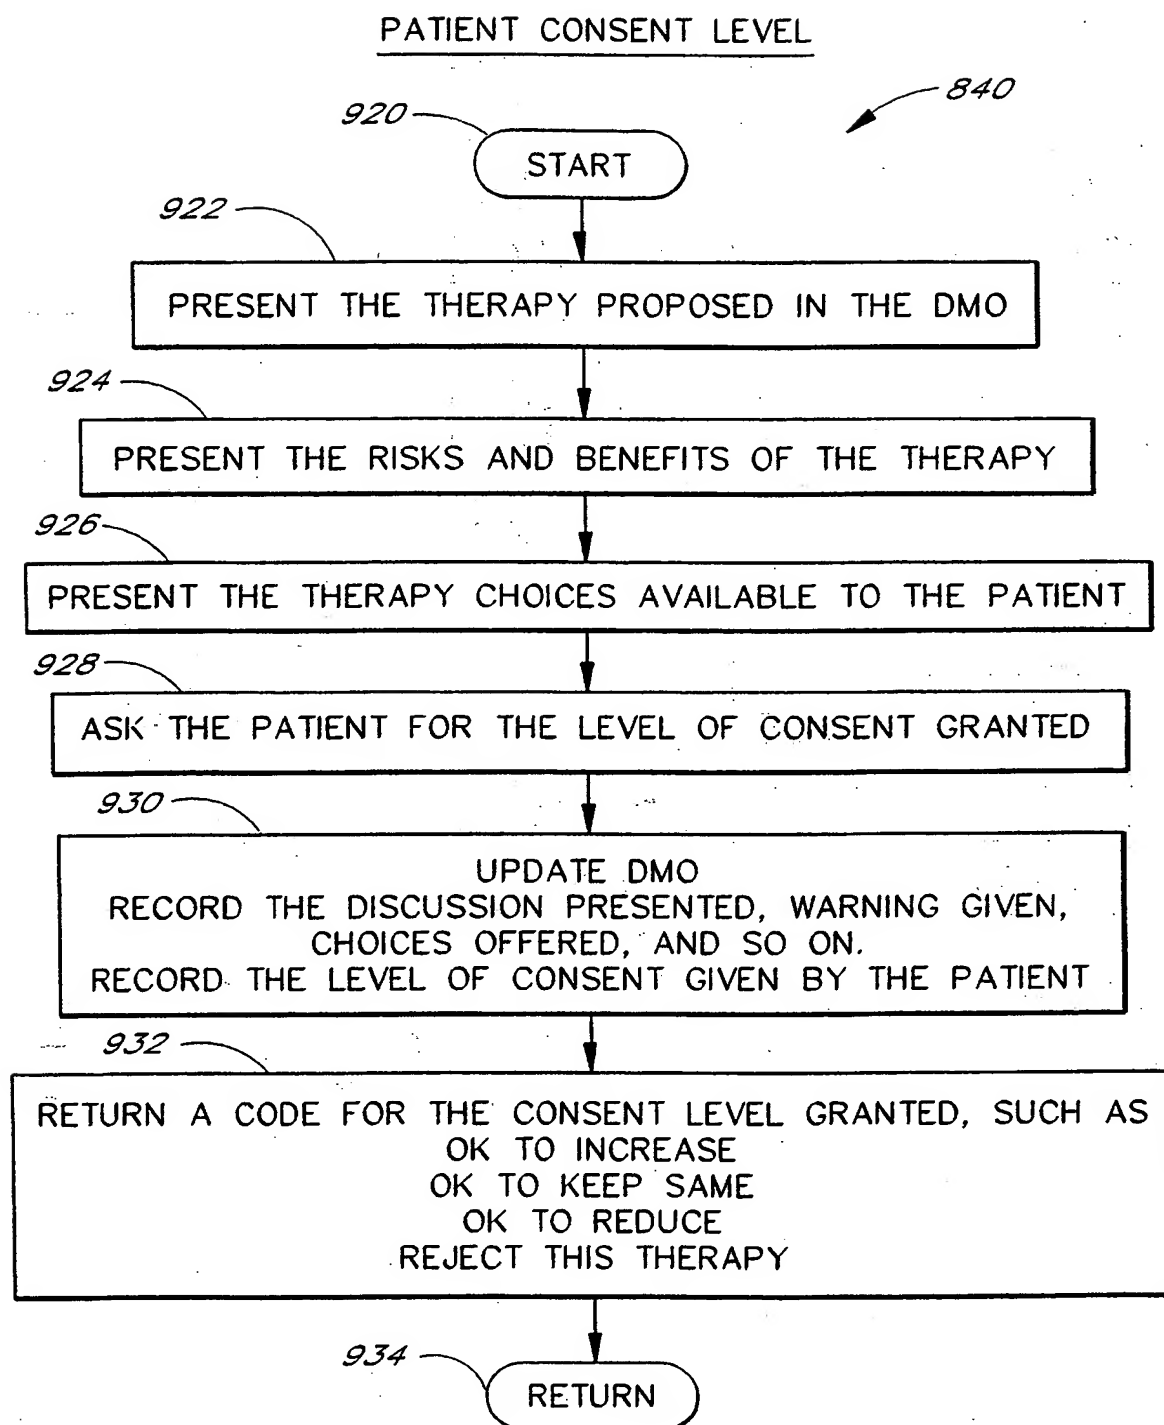 PATIENT CONSENT LEVEL
840
920
START
922
PRESENT THE THERAPY PROPOSED IN THE DMO
924
PRESENT THE RISKS AND BENEFITS OF THE THERAPY
926
PRESENT THE THERAPY CHOICES AVAILABLE TO THE PATIENT
928
ASK THE PATIENT FOR THE LEVEL OF CONSENT GRANTED
930
UPDATE DMO
RECORD THE DISCUSSION PRESENTED, WARNING GIVEN,
CHOICES OFFERED, AND SO ON.
RECORD THE LEVEL OF CONSENT GIVEN BY THE PATIENT
932
RETURN A CODE FOR THE CONSENT LEVEL GRANTED, SUCH AS
OK TO INCREASE
OK TO KEEP SAME
OK TO REDUCE
REJECT THIS THERAPY
934
RETURN